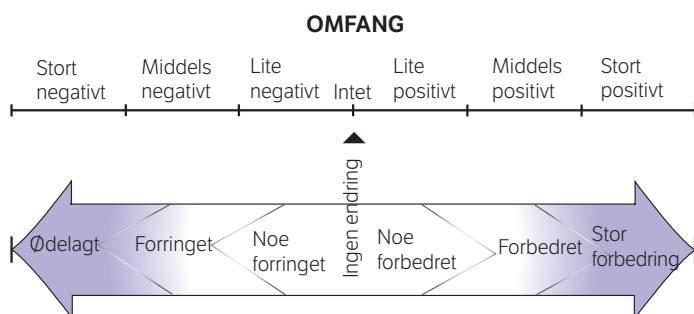 OMFANG
Stort
negativt
Middels
negativt
Lite
negativt
Intet
Lite
positivt
Middels
positivt
Stort
positivt
Ødelagt
Forringet
Noe
forringet
Ingen endring
Noe
forbedret
Forbedret
Stor
forbedring